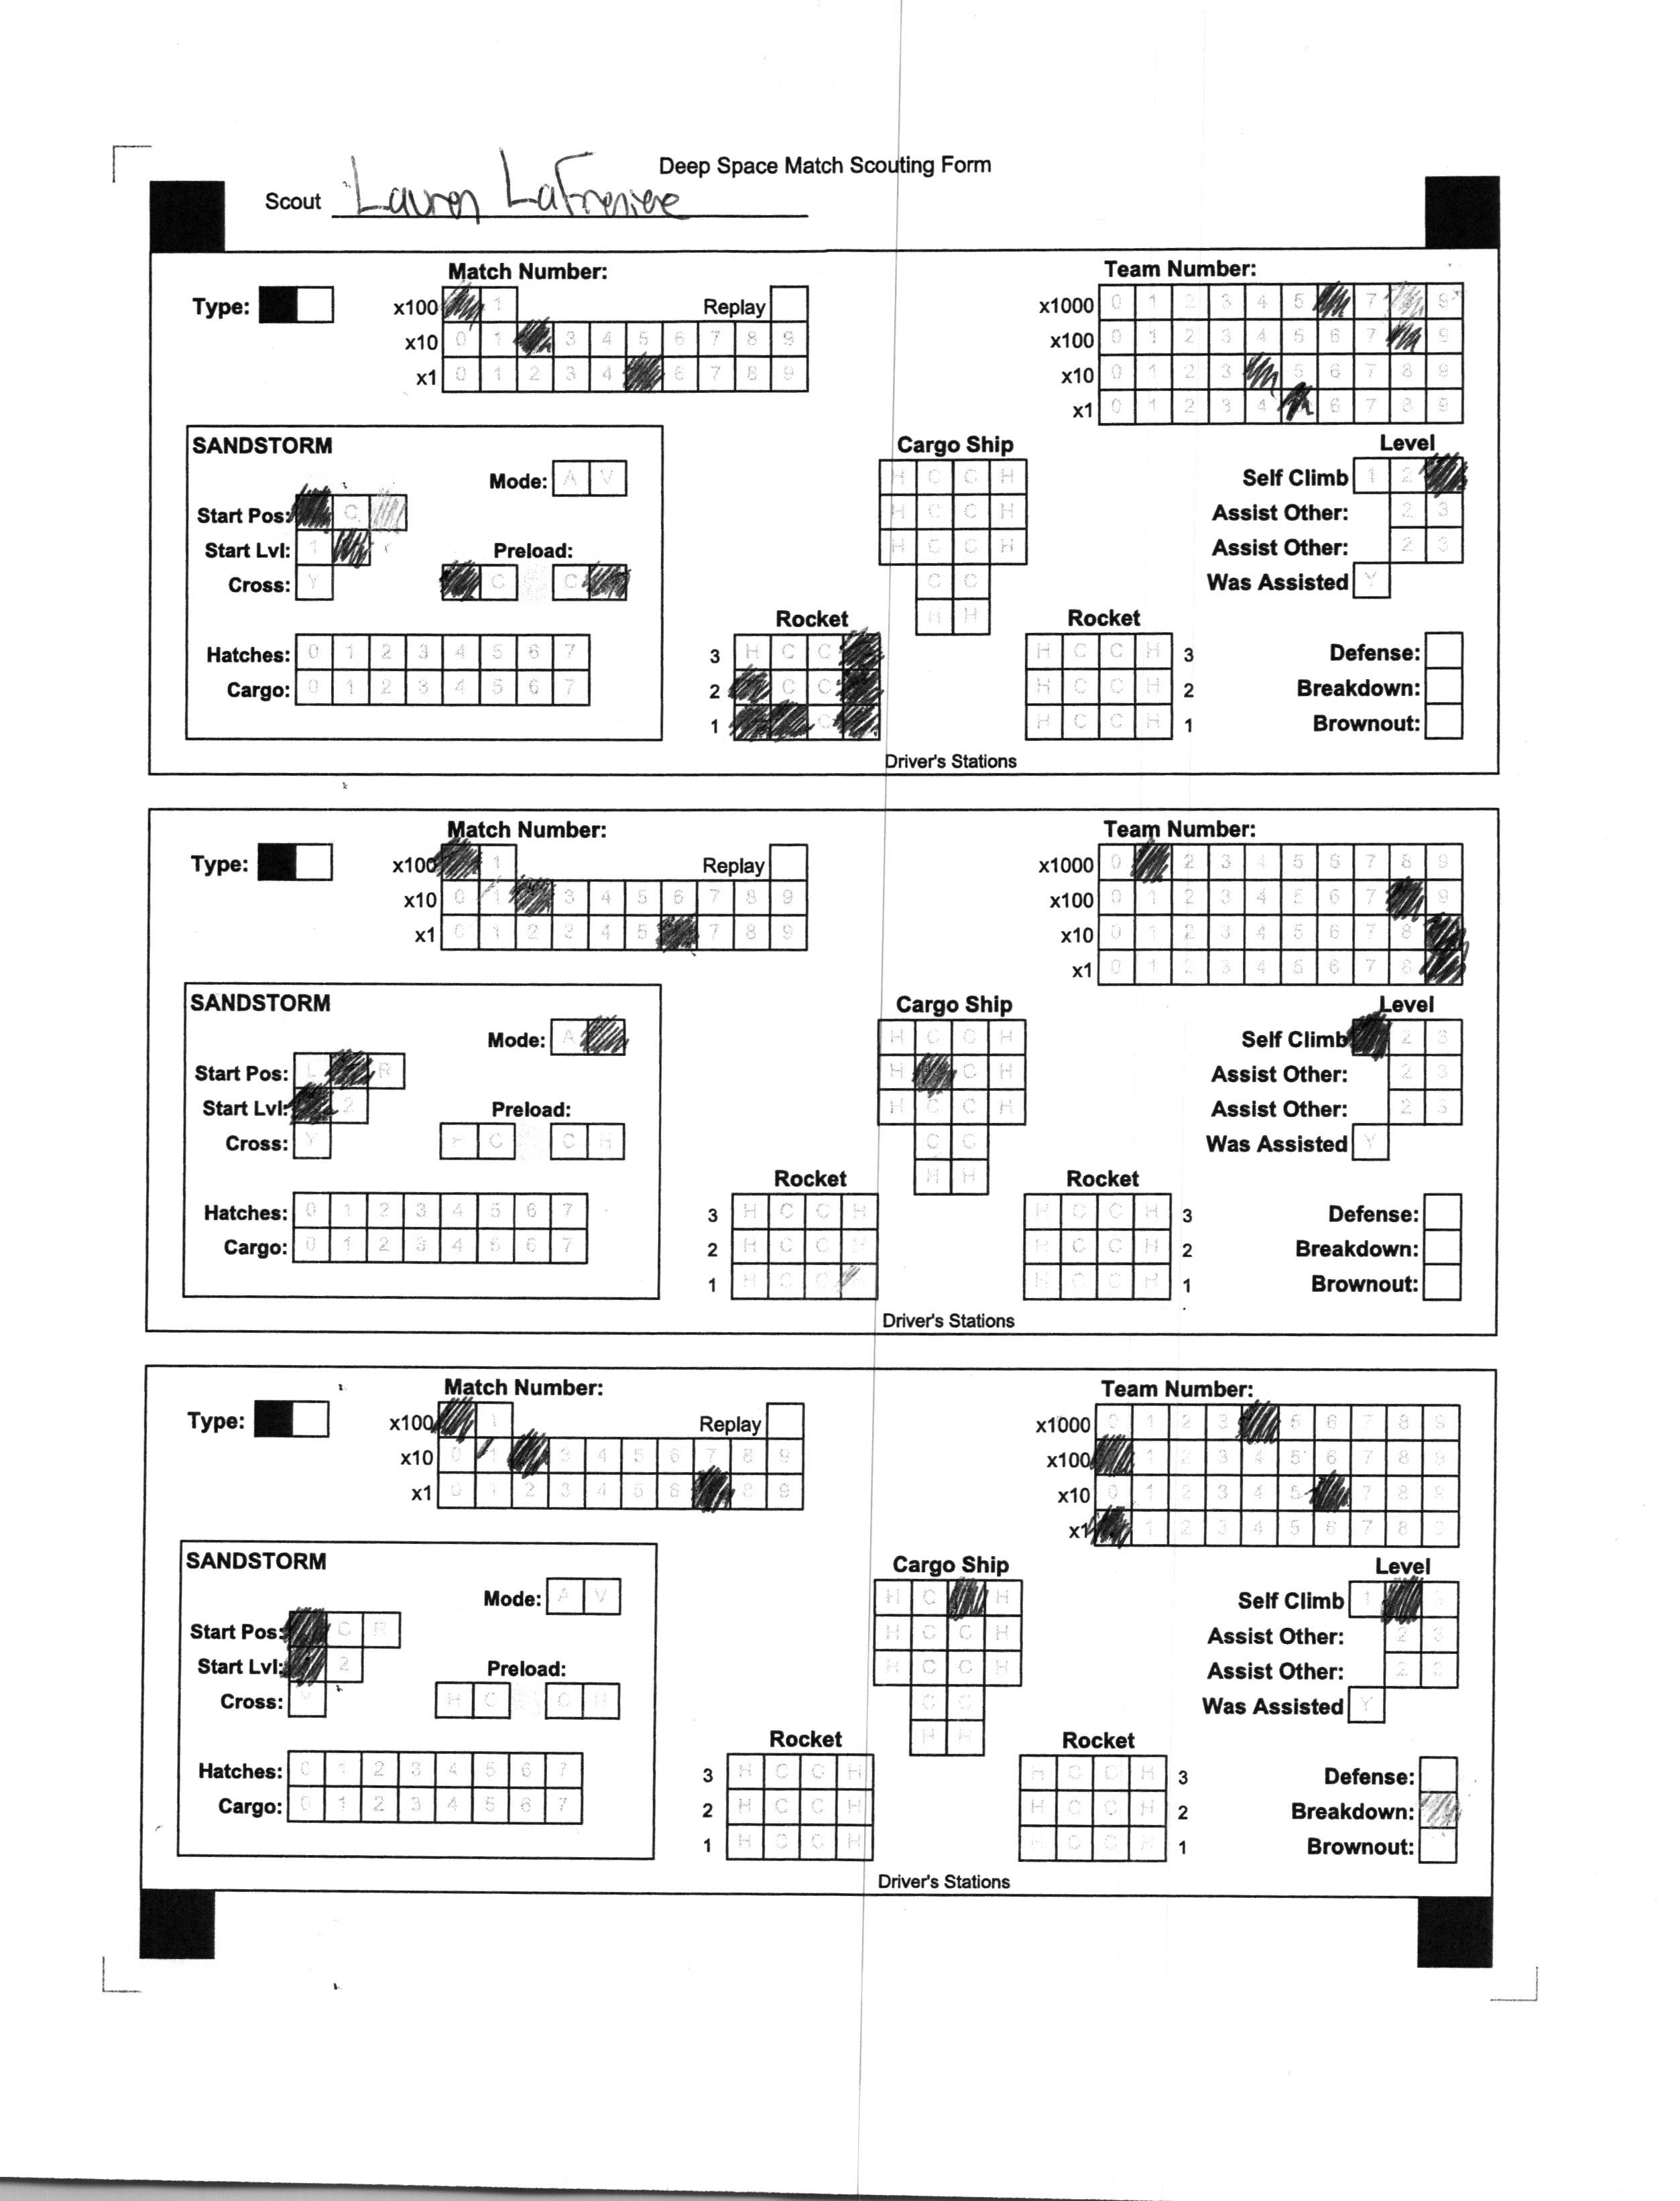 Deep Space Match Scouting Form
Scout Lauren LaFreniere
Match Number: Team Number:
Type: x100 1 Replay x1000 0 1 2 3 4 5 7 9
x10 0 1 3 4 5 6 7 8 9 x100 0 1 2 3 4 5 6 7 9
x1 0 1 2 3 4 6 7 8 9 x10 0 1 2 3 5 6 7 8 9
x1 0 1 2 3 4 6 7 8 9
SANDSTORM Cargo Ship Level
Mode: A V H C C H Self Climb 1 2
Start Pos: C H C C H Assist Other: 2 3
Start Lvl: 1 Preload: H C C H Assist Other: 2 3
Cross: Y C C C C Was Assisted Y
Rocket H H Rocket
Hatches: 0 1 2 3 4 5 6 7 3 H C C H C C H 3 Defense:
Cargo: 0 1 2 3 4 5 6 7 2 C C H C C H 2 Breakdown:
1 C H C C H 1 Brownout:
Driver's Stations
Match Number: Team Number:
Type: x100 1 Replay x1000 0 2 3 4 5 6 7 8 9
x10 0 1 3 4 5 6 7 8 9 x100 0 1 2 3 4 5 6 7 9
x1 0 1 2 3 4 5 7 8 9 x10 0 1 2 3 4 5 6 7 8
x1 0 1 2 3 4 5 6 7 8
SANDSTORM Cargo Ship Level
Mode: A H C C H Self Climb 2 3
Start Pos: L R H C H Assist Other: 2 3
Start Lvl: 2 Preload: H C C H Assist Other: 2 3
Cross: Y H C C H C C Was Assisted Y
Rocket H H Rocket
Hatches: 0 1 2 3 4 5 6 7 3 H C C H H C C H 3 Defense:
Cargo: 0 1 2 3 4 5 6 7 2 H C C H H C C H 2 Breakdown:
1 H C C H C C H 1 Brownout:
Driver's Stations
Match Number: Team Number:
Type: x100 1 Replay x1000 0 1 2 3 5 6 7 8 9
x10 0 1 3 4 5 6 7 8 9 x100 1 2 3 4 5 6 7 8 9
x1 0 1 2 3 4 5 6 8 9 x10 0 1 2 3 4 5 7 8 9
x1 1 2 3 4 5 6 7 8 9
SANDSTORM Cargo Ship Level
Mode: A V H C H Self Climb 1 3
Start Pos: C R H C C H Assist Other: 2 3
Start Lvl: 2 Preload: H C C H Assist Other: 2 3
Cross: Y H C C H C C Was Assisted Y
Rocket H H Rocket
Hatches: 0 1 2 3 4 5 6 7 3 H C C H H C C H 3 Defense:
Cargo: 0 1 2 3 4 5 6 7 2 H C C H H C C H 2 Breakdown:
1 H C C H H C C H 1 Brownout:
Driver's Stations